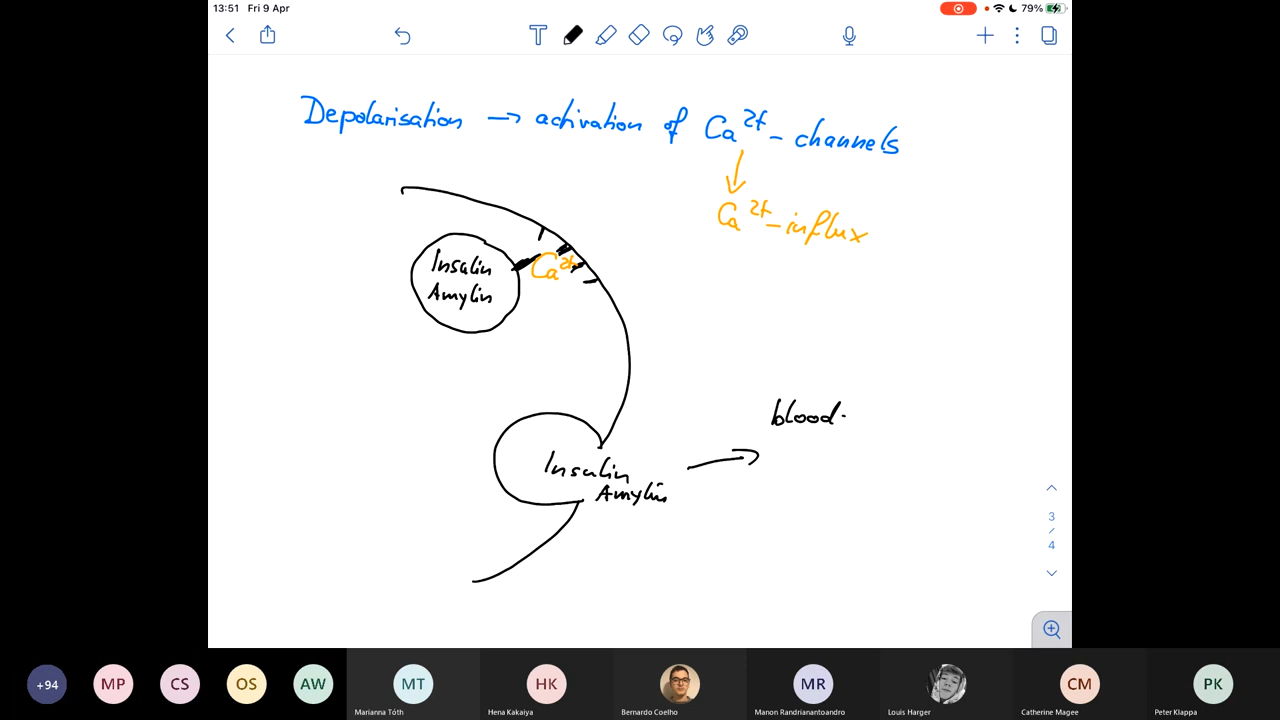 13:51 Fri 9 Apr
79%
T
Depolarisation → activation of Ca2+ - channels
Ca2+ - influx
Insulin
Amylin
Ca2+
blood.
Insulin
Amylin
3
/
4
+94
MP
CS
OS
AW
MT
HK
MR
CM
PK
Marianna Tóth
Hena Kakaiya
Bernardo Coelho
Manon Randrianantoandro
Louis Harger
Catherine Magee
Peter Klappa